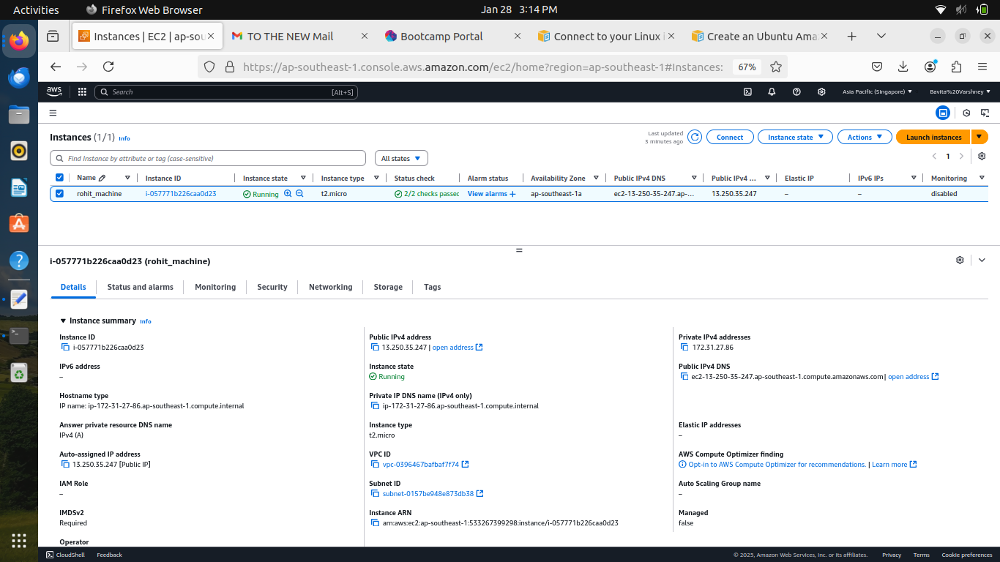 Activities Firefox Web Browser Jan 28 3:14 PM
Instances | EC2 | ap-sou TO THE NEW Mail Bootcamp Portal Connect to your Linux i Create an Ubuntu Ama
https://ap-southeast-1.console.aws.amazon.com/ec2/home?region=ap-southeast-1#Instances: 67%
aws Search [Alt+S] Asia Pacific (Singapore) Bavita%20Varshney
Instances (1/1) Info Last updated 3 minutes ago Connect Instance state Actions Launch instances
Find Instance by attribute or tag (case-sensitive) All states 1
Name Instance ID Instance state Instance type Status check Alarm status Availability Zone Public IPv4 DNS Public IPv4 ... Elastic IP IPv6 IPs Monitoring
rohit_machine i-057771b226caa0d23 Running t2.micro 2/2 checks passec View alarms + ap-southeast-1a ec2-13-250-35-247.ap-... 13.250.35.247 – – disabled
i-057771b226caa0d23 (rohit_machine)
Details Status and alarms Monitoring Security Networking Storage Tags
Instance summary Info
Instance ID Public IPv4 address Private IPv4 addresses
i-057771b226caa0d23 13.250.35.247 | open address 172.31.27.86
IPv6 address Instance state Public IPv4 DNS
– Running ec2-13-250-35-247.ap-southeast-1.compute.amazonaws.com | open address
Hostname type Private IP DNS name (IPv4 only)
IP name: ip-172-31-27-86.ap-southeast-1.compute.internal ip-172-31-27-86.ap-southeast-1.compute.internal
Answer private resource DNS name Instance type Elastic IP addresses
IPv4 (A) t2.micro –
Auto-assigned IP address VPC ID AWS Compute Optimizer finding
13.250.35.247 [Public IP] vpc-0396467bafbaf7f74 Opt-in to AWS Compute Optimizer for recommendations. | Learn more
IAM Role Subnet ID Auto Scaling Group name
– subnet-0157be948e873db38 –
IMDSv2 Instance ARN Managed
Required arn:aws:ec2:ap-southeast-1:533267399298:instance/i-057771b226caa0d23 false
Operator
CloudShell Feedback © 2025, Amazon Web Services, Inc. or its affiliates. Privacy Terms Cookie preferences